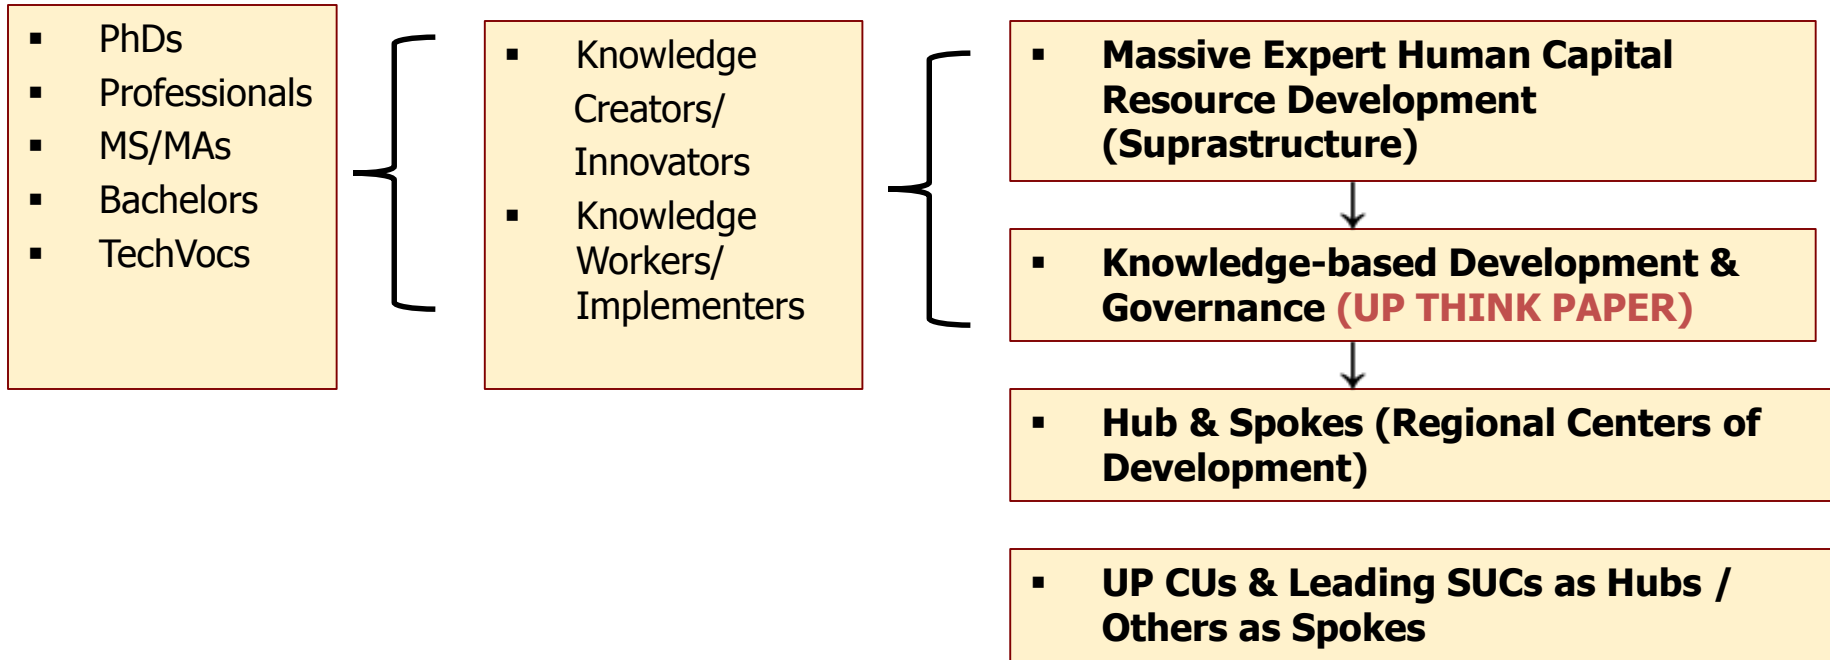 ▪ PhDs
▪ Professionals
▪ MS/MAs
▪ Bachelors
▪ TechVocs
▪ Knowledge
Creators/
Innovators
▪ Knowledge
Workers/
Implementers
▪ Massive Expert Human Capital
Resource Development
(Suprastructure)
▪ Knowledge-based Development &
Governance (UP THINK PAPER)
▪ Hub & Spokes (Regional Centers of
Development)
▪ UP CUs & Leading SUCs as Hubs /
Others as Spokes